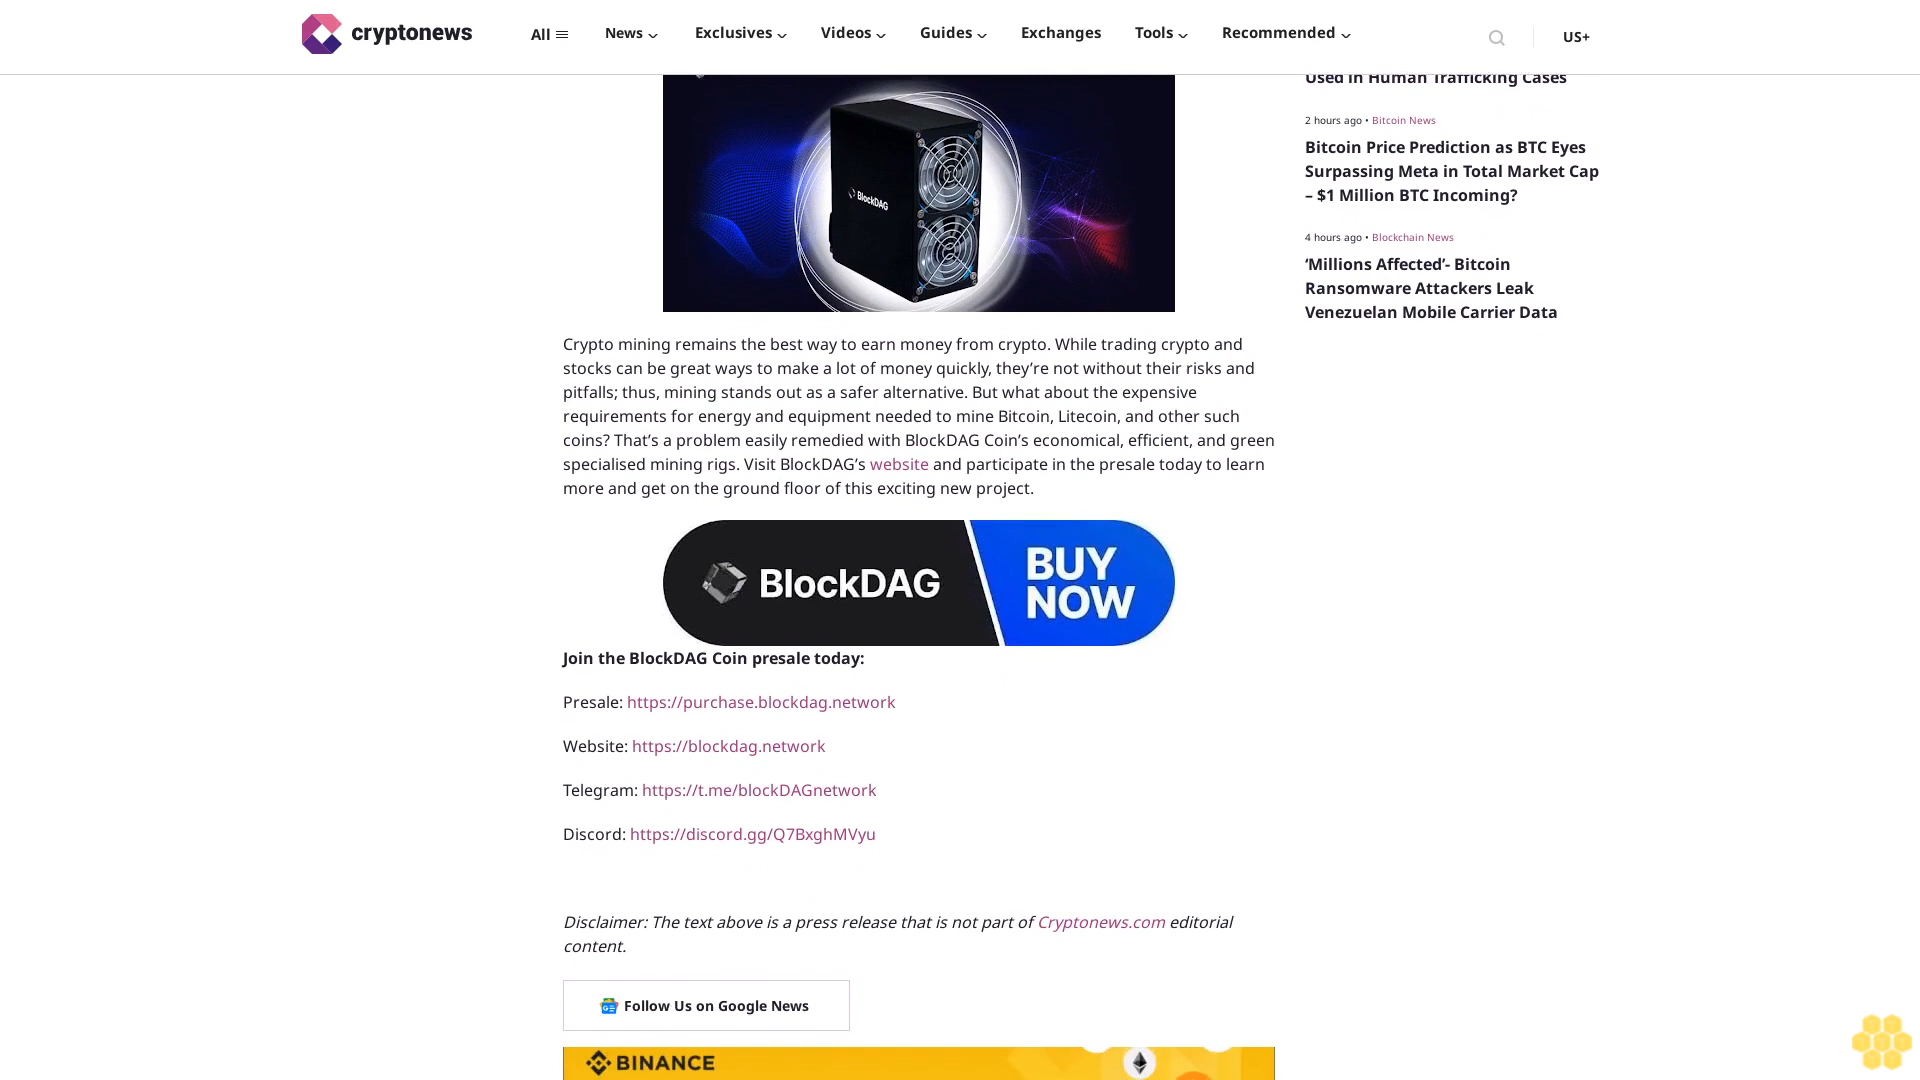 cryptonews
All
News
Exclusives
Videos
Guides
Exchanges
Tools
Recommended
US+
BlockDAG
Crypto mining remains the best way to earn money from crypto. While trading crypto and
stocks can be great ways to make a lot of money quickly, they’re not without their risks and
pitfalls; thus, mining stands out as a safer alternative. But what about the expensive
requirements for energy and equipment needed to mine Bitcoin, Litecoin, and other such
coins? That’s a problem easily remedied with BlockDAG Coin’s economical, efficient, and green
specialised mining rigs. Visit BlockDAG’s website and participate in the presale today to learn
more and get on the ground floor of this exciting new project.
BlockDAG
BUY
NOW
Join the BlockDAG Coin presale today:
Presale: https://purchase.blockdag.network
Website: https://blockdag.network
Telegram: https://t.me/blockDAGnetwork
Discord: https://discord.gg/Q7BxghMVyu
Disclaimer: The text above is a press release that is not part of Cryptonews.com editorial
content.
Follow Us on Google News
BINANCE
Used in Human Trafficking Cases
2 hours ago • Bitcoin News
Bitcoin Price Prediction as BTC Eyes
Surpassing Meta in Total Market Cap
– $1 Million BTC Incoming?
4 hours ago • Blockchain News
‘Millions Affected’- Bitcoin
Ransomware Attackers Leak
Venezuelan Mobile Carrier Data